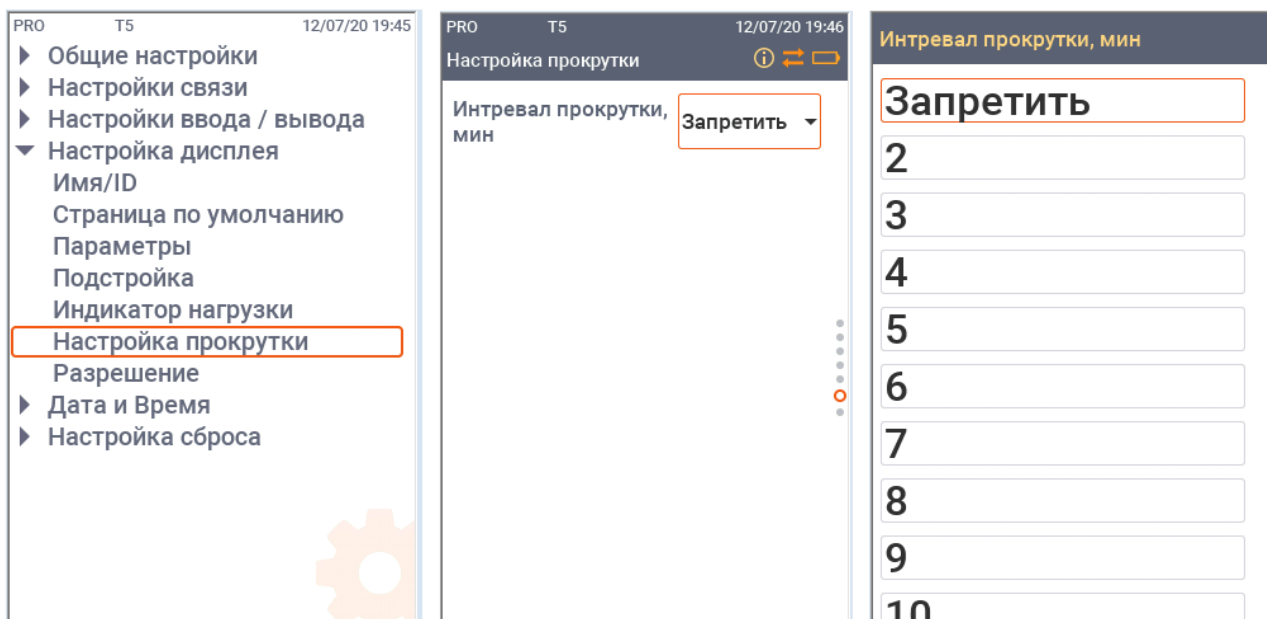 PRO T5 12/07/20 19:45
Общие настройки
Настройки связи
Настройки ввода / вывода
Настройка дисплея
Имя/ID
Страница по умолчанию
Параметры
Подстройка
Индикатор нагрузки
Настройка прокрутки
Разрешение
Дата и Время
Настройка сброса
PRO T5 12/07/20 19:46
Настройка прокрутки
Интревал прокрутки,
мин
Запретить
Интревал прокрутки, мин
Запретить
2
3
4
5
6
7
8
9
10